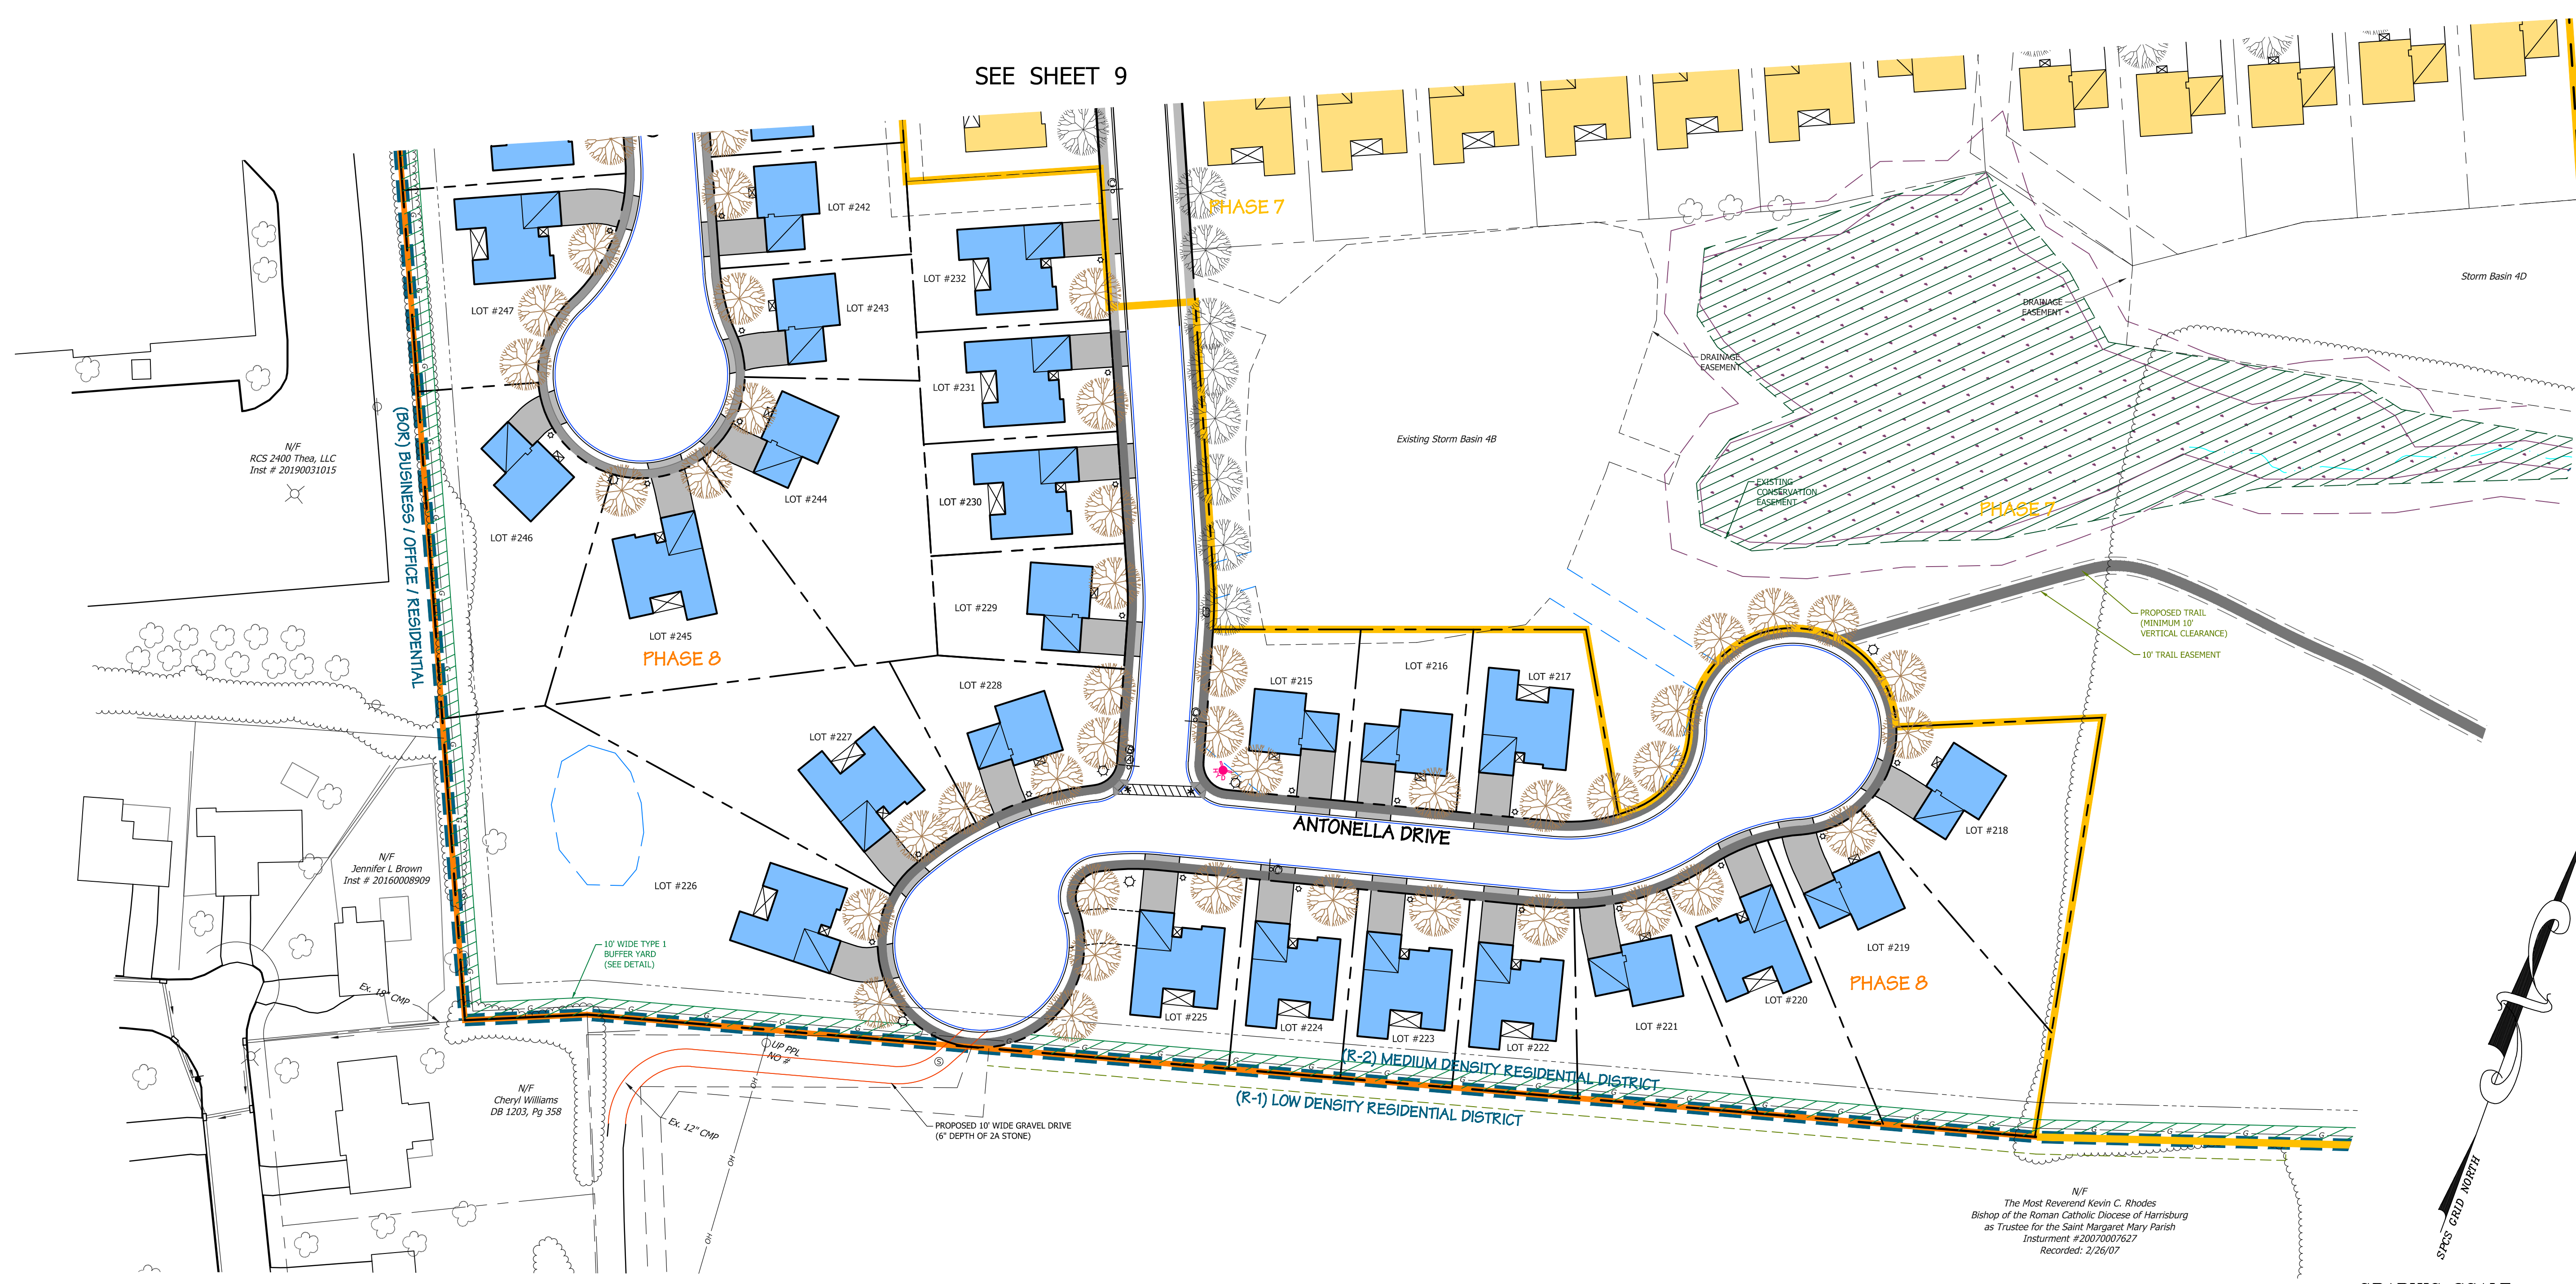 SEE SHEET 9
LOT #242
PHASE 7
LOT #232
Storm Basin 4D
LOT #247
LOT #243
DRAINAGE
EASEMENT
DRAINAGE
EASEMENT
LOT #231
(BOR) BUSINESS / OFFICE / RESIDENTIAL
N/F
RCS 2400 Thea, LLC
Inst # 20190031015
Existing Storm Basin 4B
LOT #244
LOT #230
EXISTING
CONSERVATION
EASEMENT
PHASE 7
LOT #246
LOT #229
PROPOSED TRAIL
(MINIMUM 10'
VERTICAL CLEARANCE)
10' TRAIL EASEMENT
LOT #245
PHASE 8
LOT #228
LOT #215
LOT #216
LOT #217
LOT #227
ANTONELLA DRIVE
LOT #218
N/F
Jennifer L Brown
Inst # 20160008909
LOT #226
10' WIDE TYPE 1
BUFFER YARD
(SEE DETAIL)
LOT #219
PHASE 8
LOT #220
Ex. 18" CMP
LOT #225
LOT #224
LOT #223
LOT #222
LOT #221
UP PPL
NO #
(R-2) MEDIUM DENSITY RESIDENTIAL DISTRICT
(R-1) LOW DENSITY RESIDENTIAL DISTRICT
N/F
Cheryl Williams
DB 1203, Pg 358
Ex. 12" CMP
PROPOSED 10' WIDE GRAVEL DRIVE
(6" DEPTH OF 2A STONE)
OH
OH
OH
N/F
The Most Reverend Kevin C. Rhodes
Bishop of the Roman Catholic Diocese of Harrisburg
as Trustee for the Saint Margaret Mary Parish
Insturment #20070007627
Recorded: 2/26/07
SPCS GRID NORTH